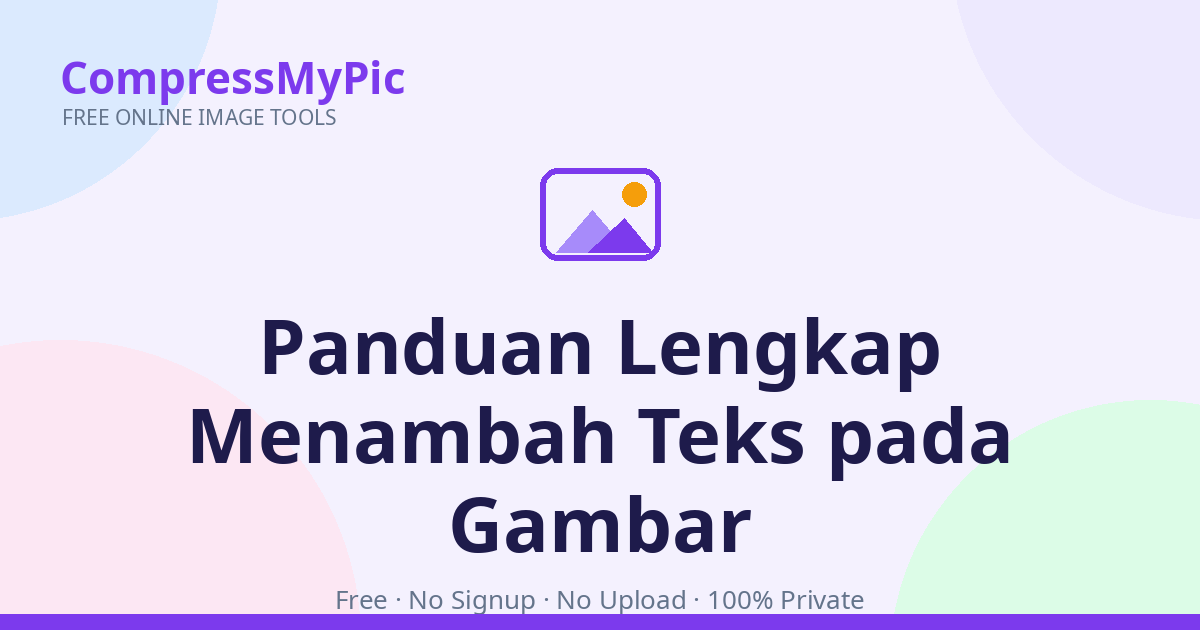 CompressMyPic
FREE ONLINE IMAGE TOOLS
Panduan Lengkap
Menambah Teks pada
Gambar
Free · No Signup · No Upload · 100% Private